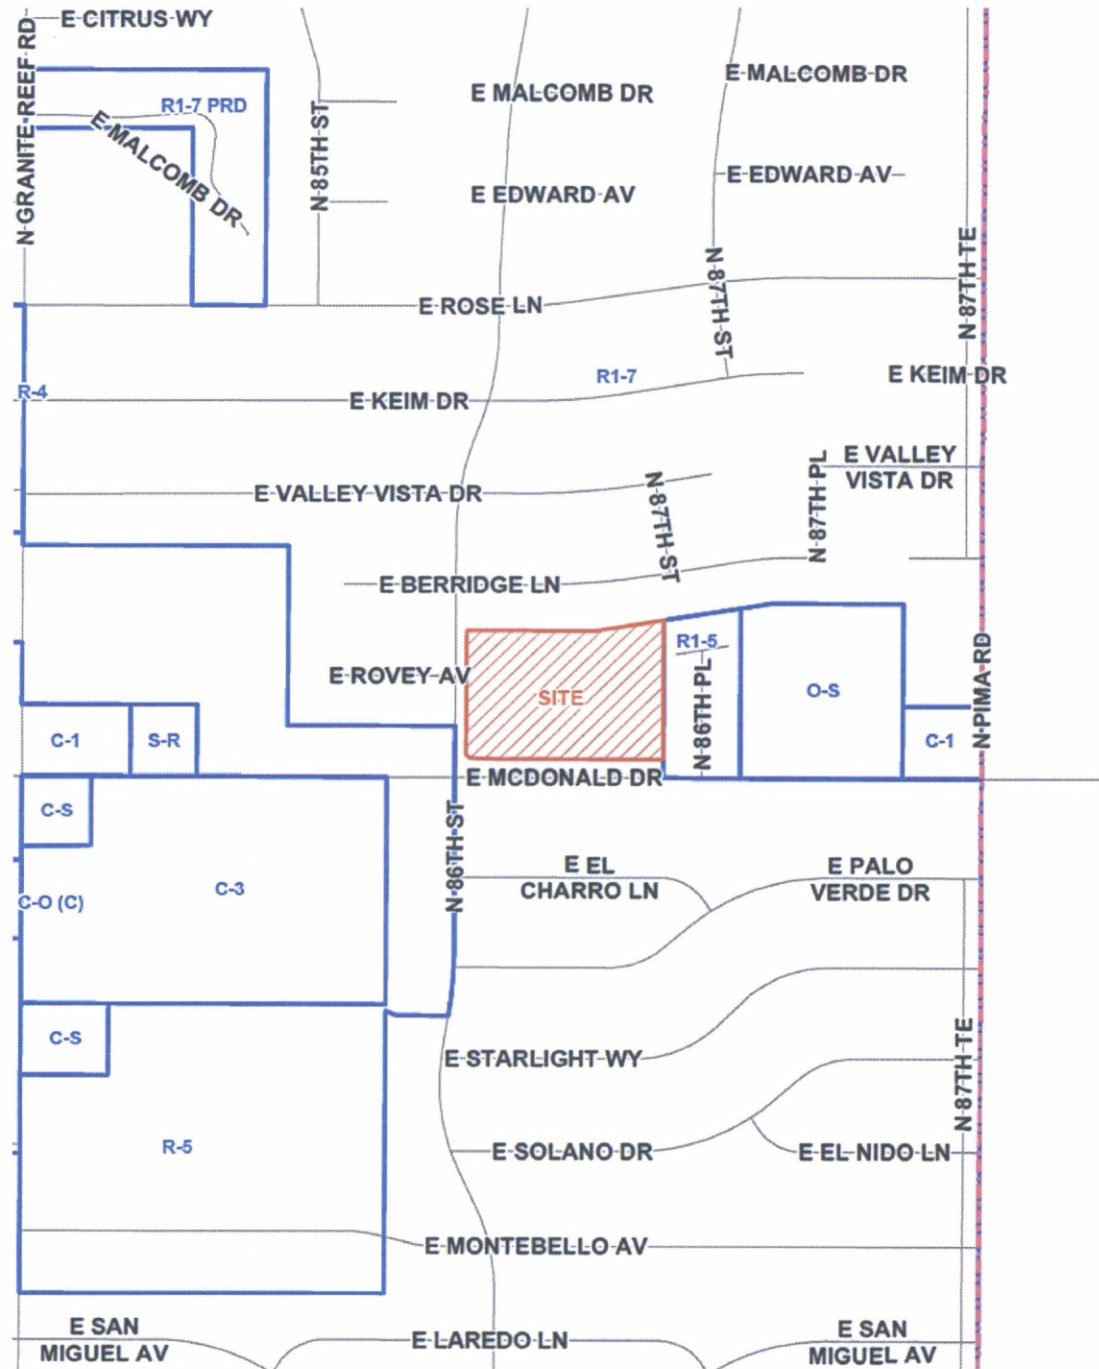 E CITRUS WY
N GRANITE REEF RD
E MALCOMB DR
E MALCOMB DR
R1-7 PRD
E MALCOMB DR
N 85TH ST
E EDWARD AV
E EDWARD AV
N 87TH ST
N 87TH TE
E ROSE LN
R-4
R1-7
E KEIM DR
E KEIM DR
E VALLEY VISTA DR
N 87TH ST
N 87TH PL
E VALLEY
VISTA DR
E BERRIDGE LN
E ROVEY AV
SITE
R1-5
N 86TH PL
O-S
C-1
N PIMA RD
C-1
S-R
E MCDONALD DR
C-S
C-3
C-O (C)
N 86TH ST
E EL
CHARRO LN
E PALO
VERDE DR
C-S
E STARLIGHT WY
N 87TH TE
R-5
E SOLANO DR
E EL NIDO LN
E MONTEBELLO AV
E SAN
MIGUEL AV
E LAREDO LN
E SAN
MIGUEL AV